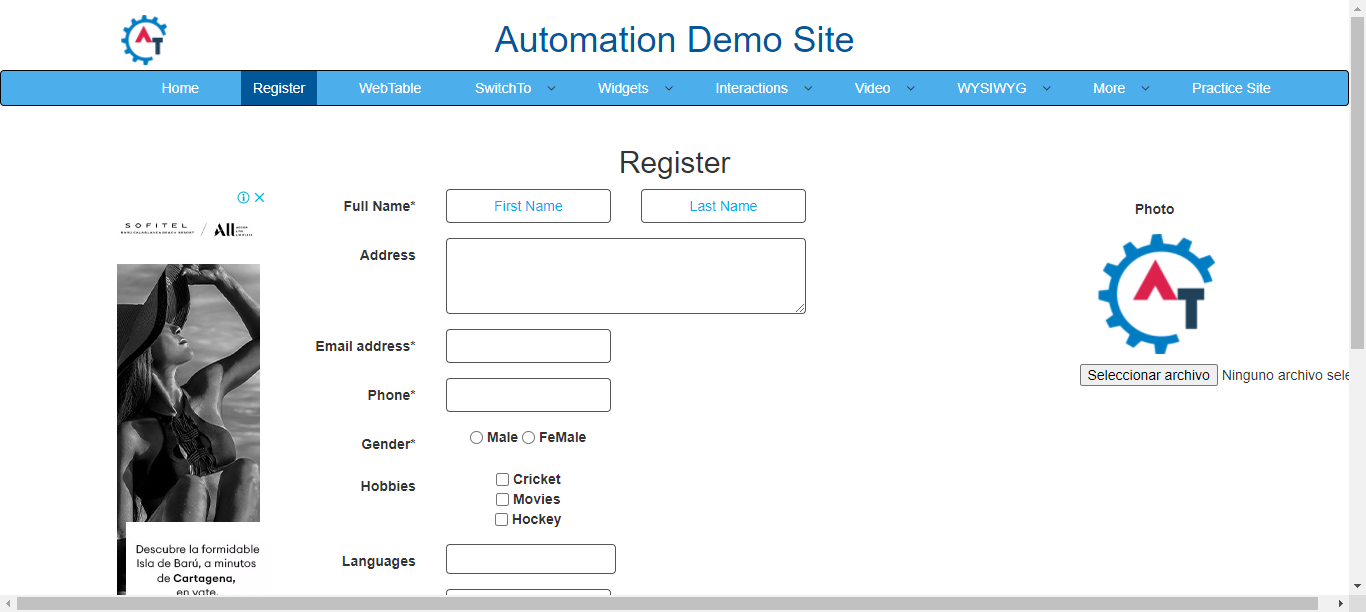 AT
Automation Demo Site
Home Register WebTable SwitchTo Widgets Interactions Video WYSIWYG More Practice Site
Register
Full Name* First Name Last Name
Photo
AT
Seleccionar archivo Ninguno archivo sele
Address
Email address*
Phone*
Gender* Male FeMale
Hobbies Cricket
Movies
Hockey
Languages
SOFITEL / All
Descubre la formidable
Isla de Barú, a minutos
de Cartagena,
en yate.